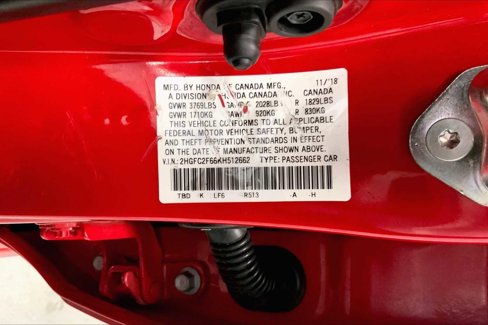 MFD. BY HONDA OF CANADA MFG., 11/'18
A DIVISION HONDA CANADA INC. CANADA
GVWR 3769LBS 2028LBS R 1829LBS
GVWR 1710KG 920KG R 830KG
THIS VEHICLE CONFORMS TO ALL APPLICABLE
FEDERAL MOTOR VEHICLE SAFETY, BUMPER,
AND THEFT PREVENTION STANDARDS IN EFFECT
ON THE DATE OF MANUFACTURE SHOWN ABOVE.
V.I.N: 2HGFC2F66KH512662 TYPE: PASSENGER CAR
TBD K LF6 R513 -A -H